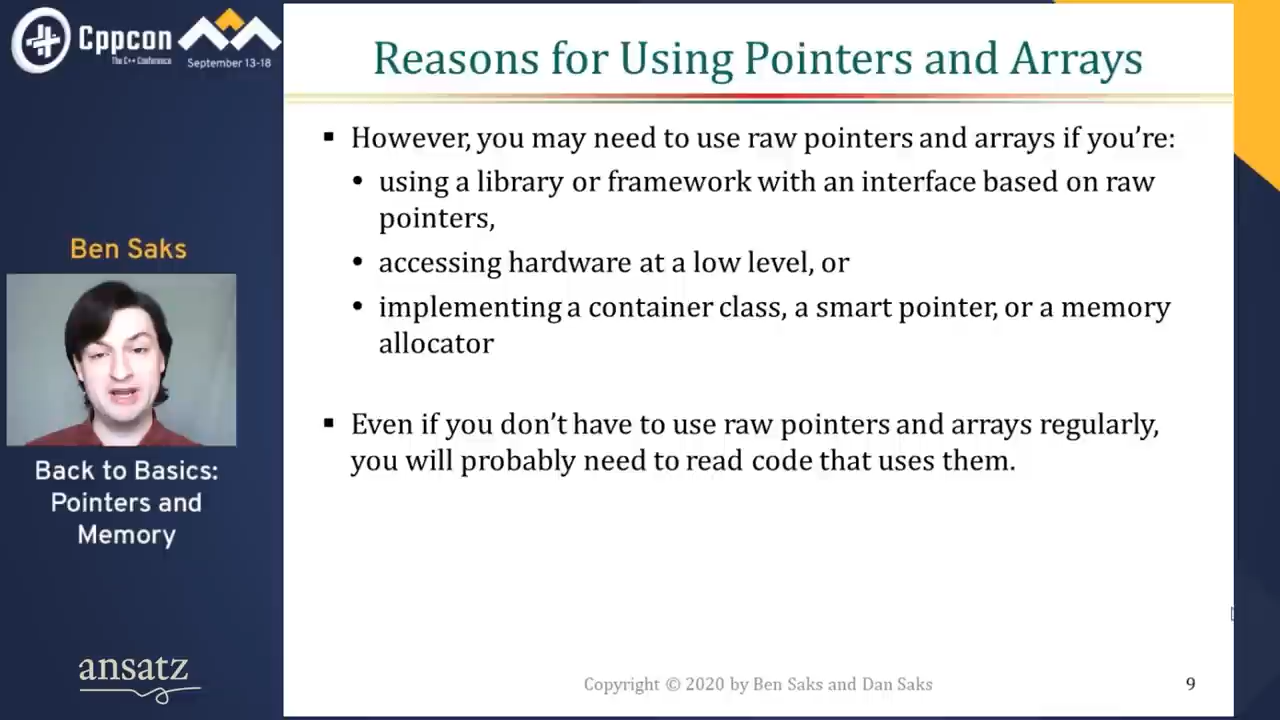 Cppcon
The C++ Conference
September 13-18
Ben Saks
Back to Basics:
Pointers and
Memory
ansatz
Reasons for Using Pointers and Arrays
▪ However, you may need to use raw pointers and arrays if you’re:
• using a library or framework with an interface based on raw
pointers,
• accessing hardware at a low level, or
• implementing a container class, a smart pointer, or a memory
allocator
▪ Even if you don’t have to use raw pointers and arrays regularly,
you will probably need to read code that uses them.
Copyright © 2020 by Ben Saks and Dan Saks
9